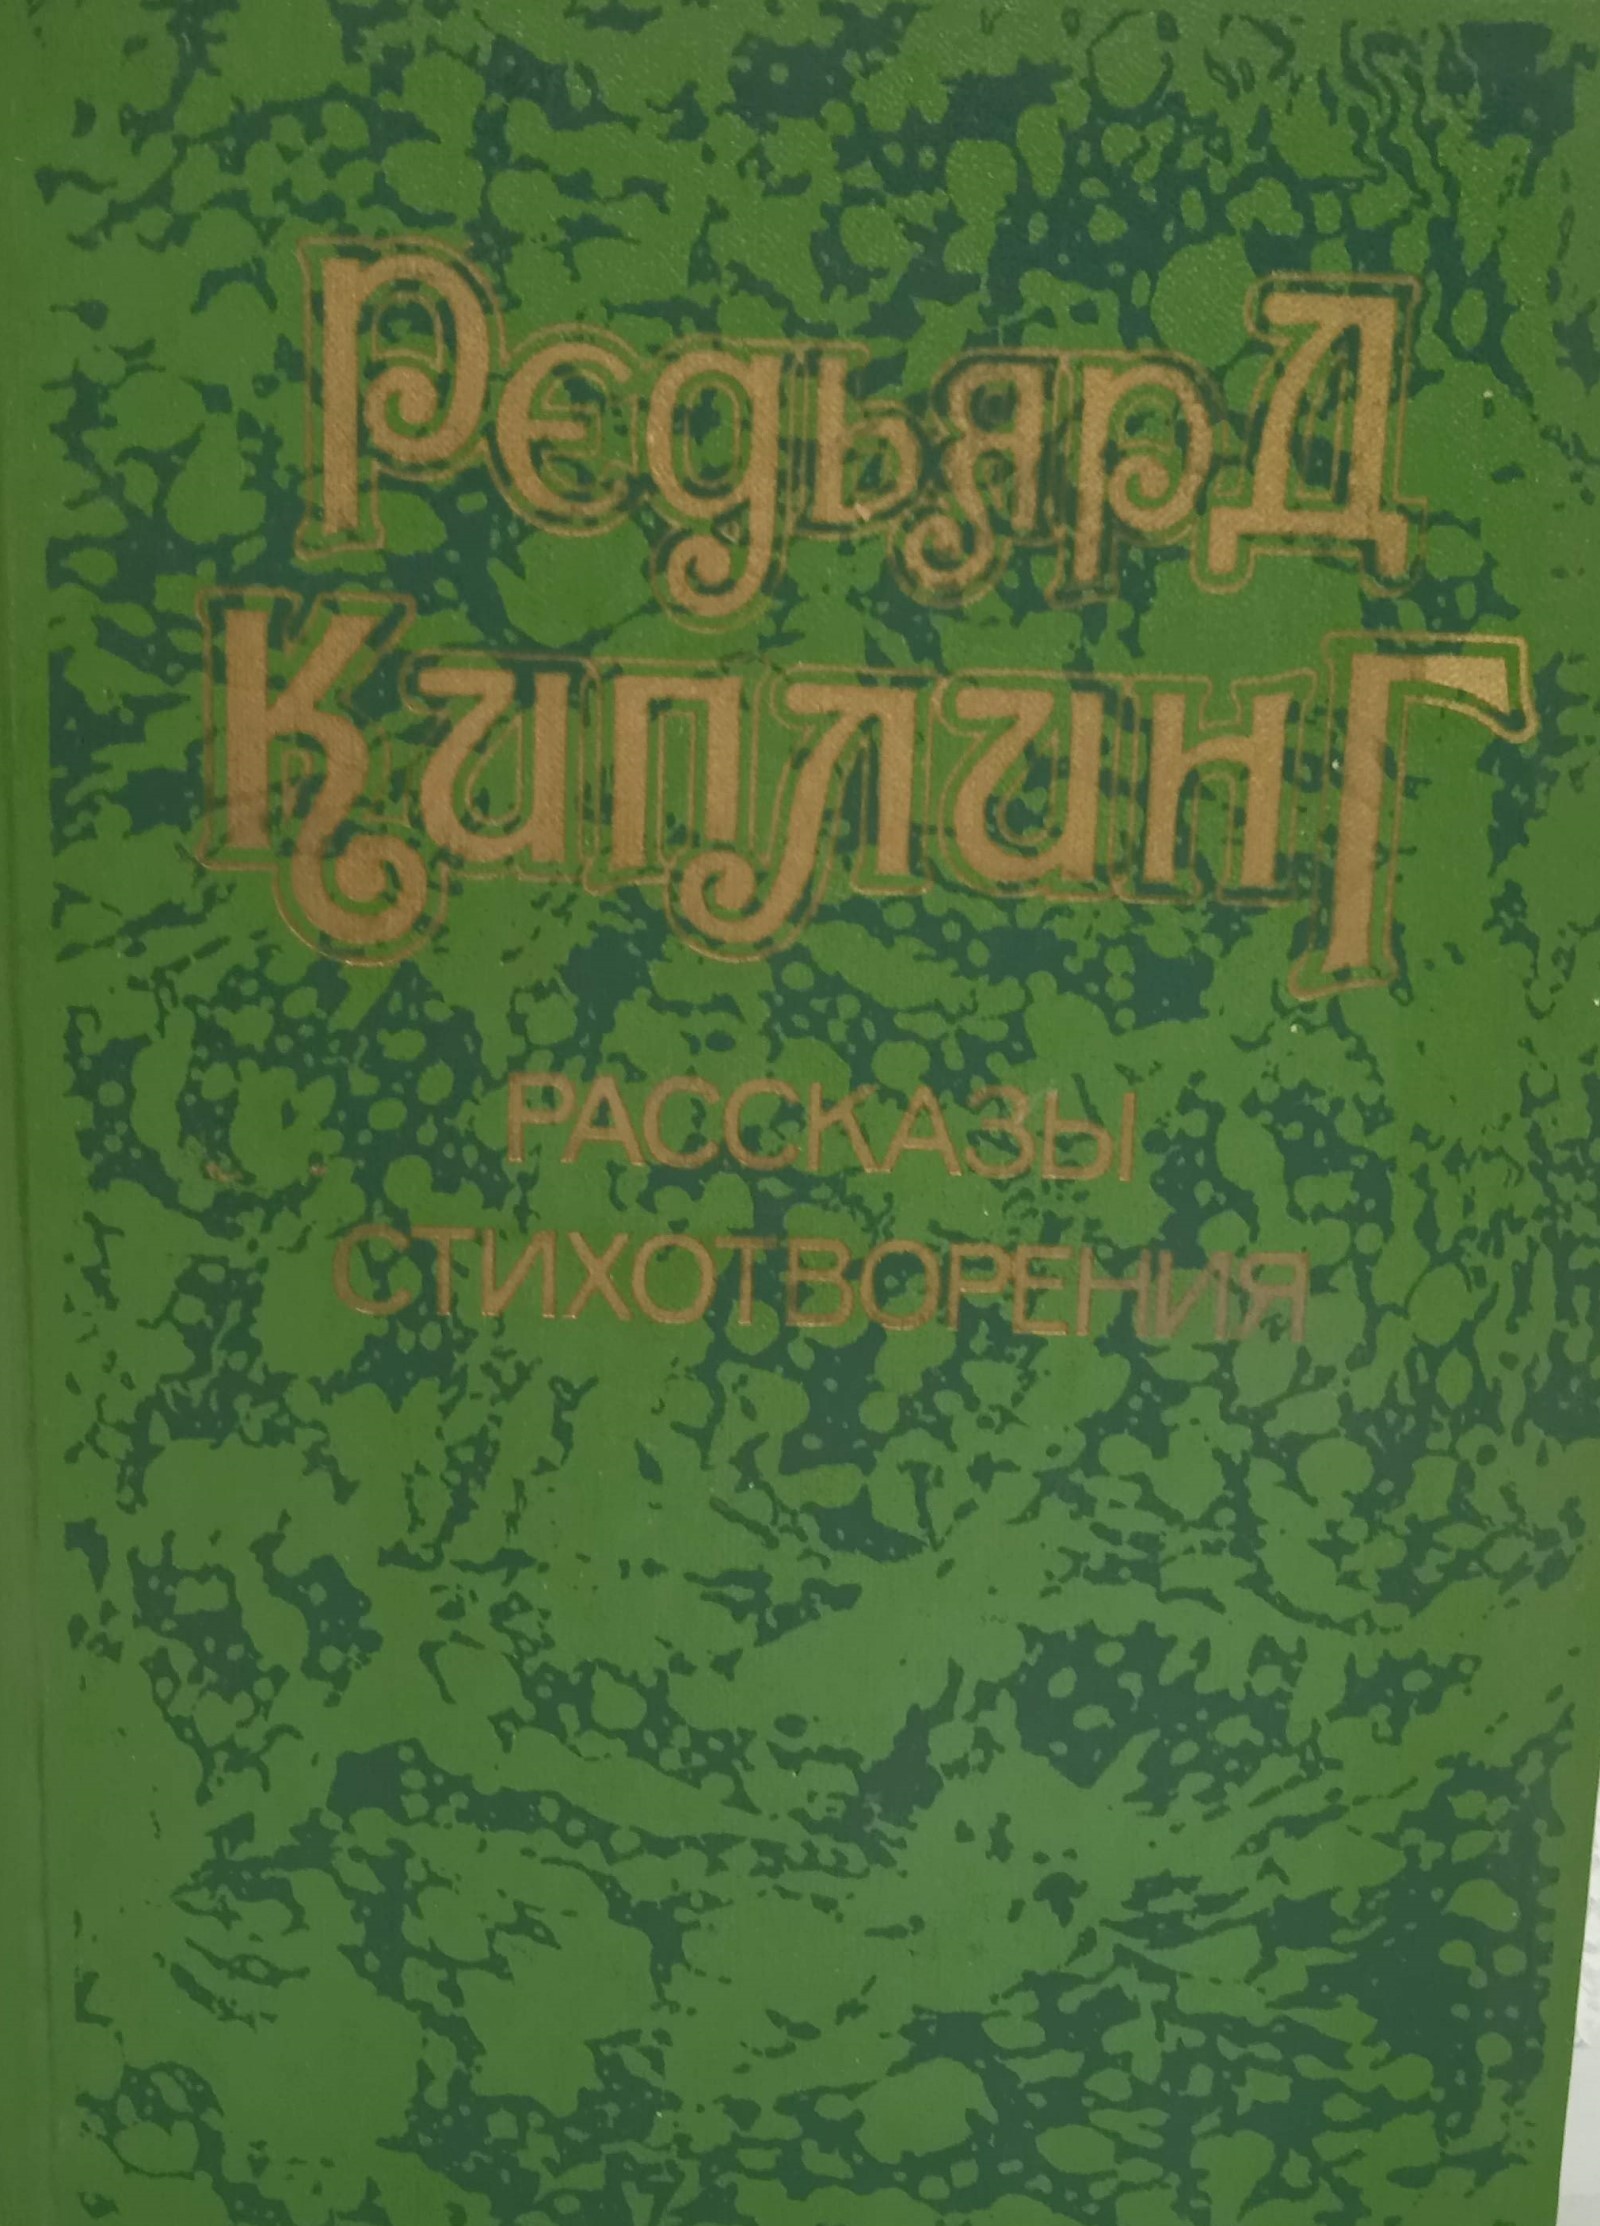 Редьярд
Киплинг
РАССКАЗЫ
СТИХОТВОРЕНИЯ